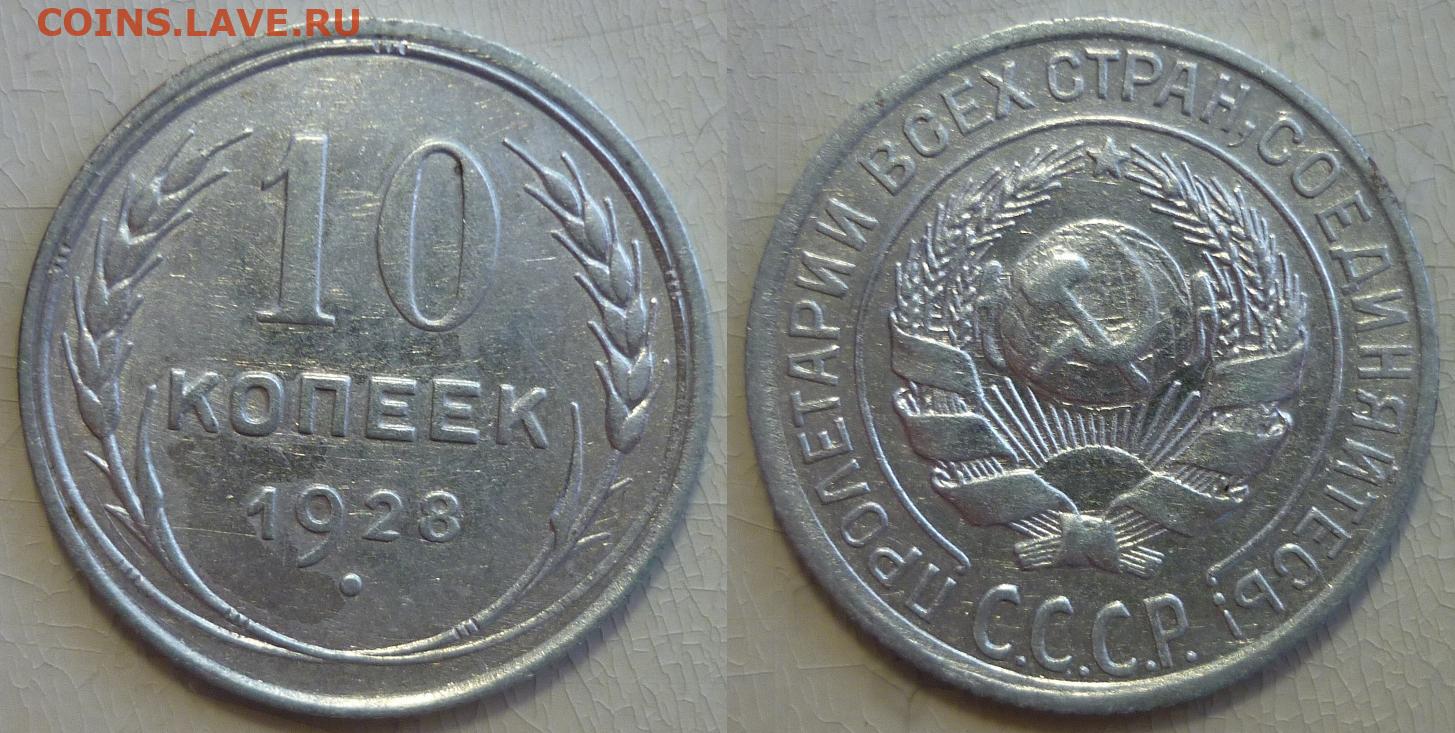 COINS.LAVE.RU
10
КОПЕЕК
1928
ПРОЛЕТАРИИ ВСЕХ СТРАН, СОЕДИНЯЙТЕСЬ!
С.С.С.Р.